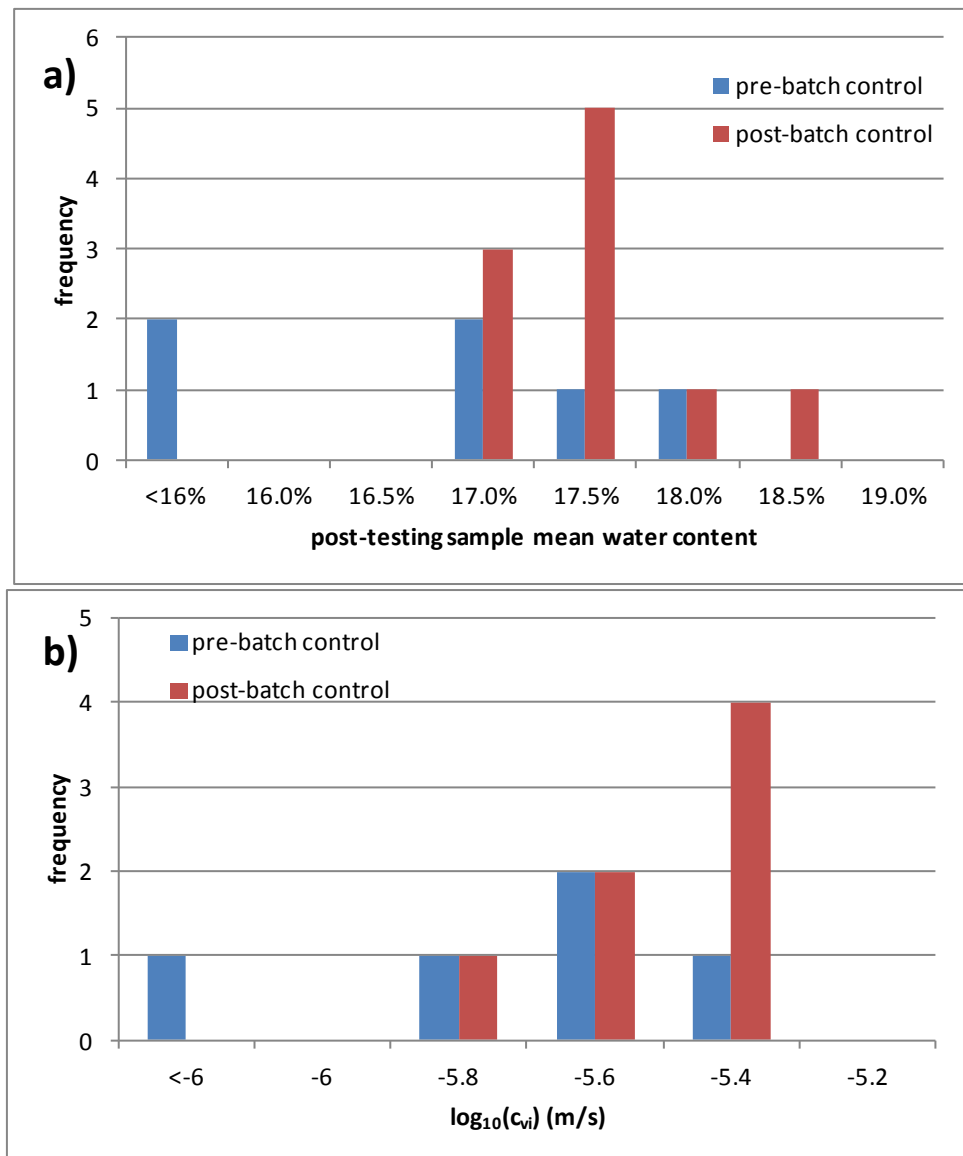 a)
6
5
4
3
2
1
0
frequency
pre-batch control
post-batch control
<16% 16.0% 16.5% 17.0% 17.5% 18.0% 18.5% 19.0%
post-testing sample mean water content
b)
5
4
3
2
1
0
frequency
pre-batch control
post-batch control
<-6 -6 -5.8 -5.6 -5.4 -5.2
log₁₀(cᵥᵢ) (m/s)